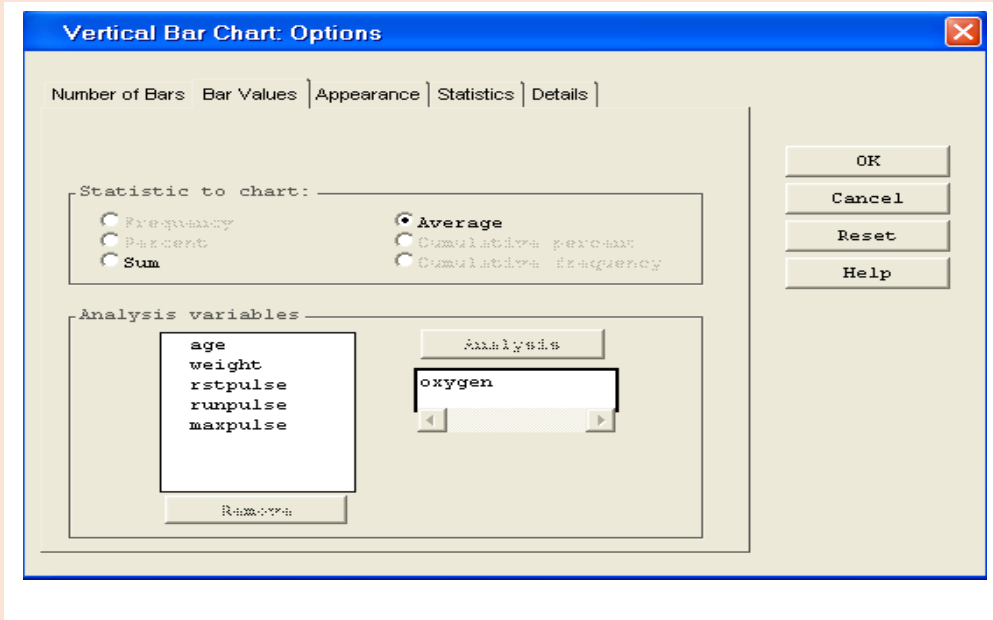 Vertical Bar Chart: Options
Number of Bars Bar Values Appearance Statistics Details
Statistic to chart:
Frequency
Percent
Sum
Average
Cumulative percent
Cumulative frequency
Analysis variables
age
weight
rstpulse
runpulse
maxpulse
Remove
Analysis
oxygen
OK
Cancel
Reset
Help